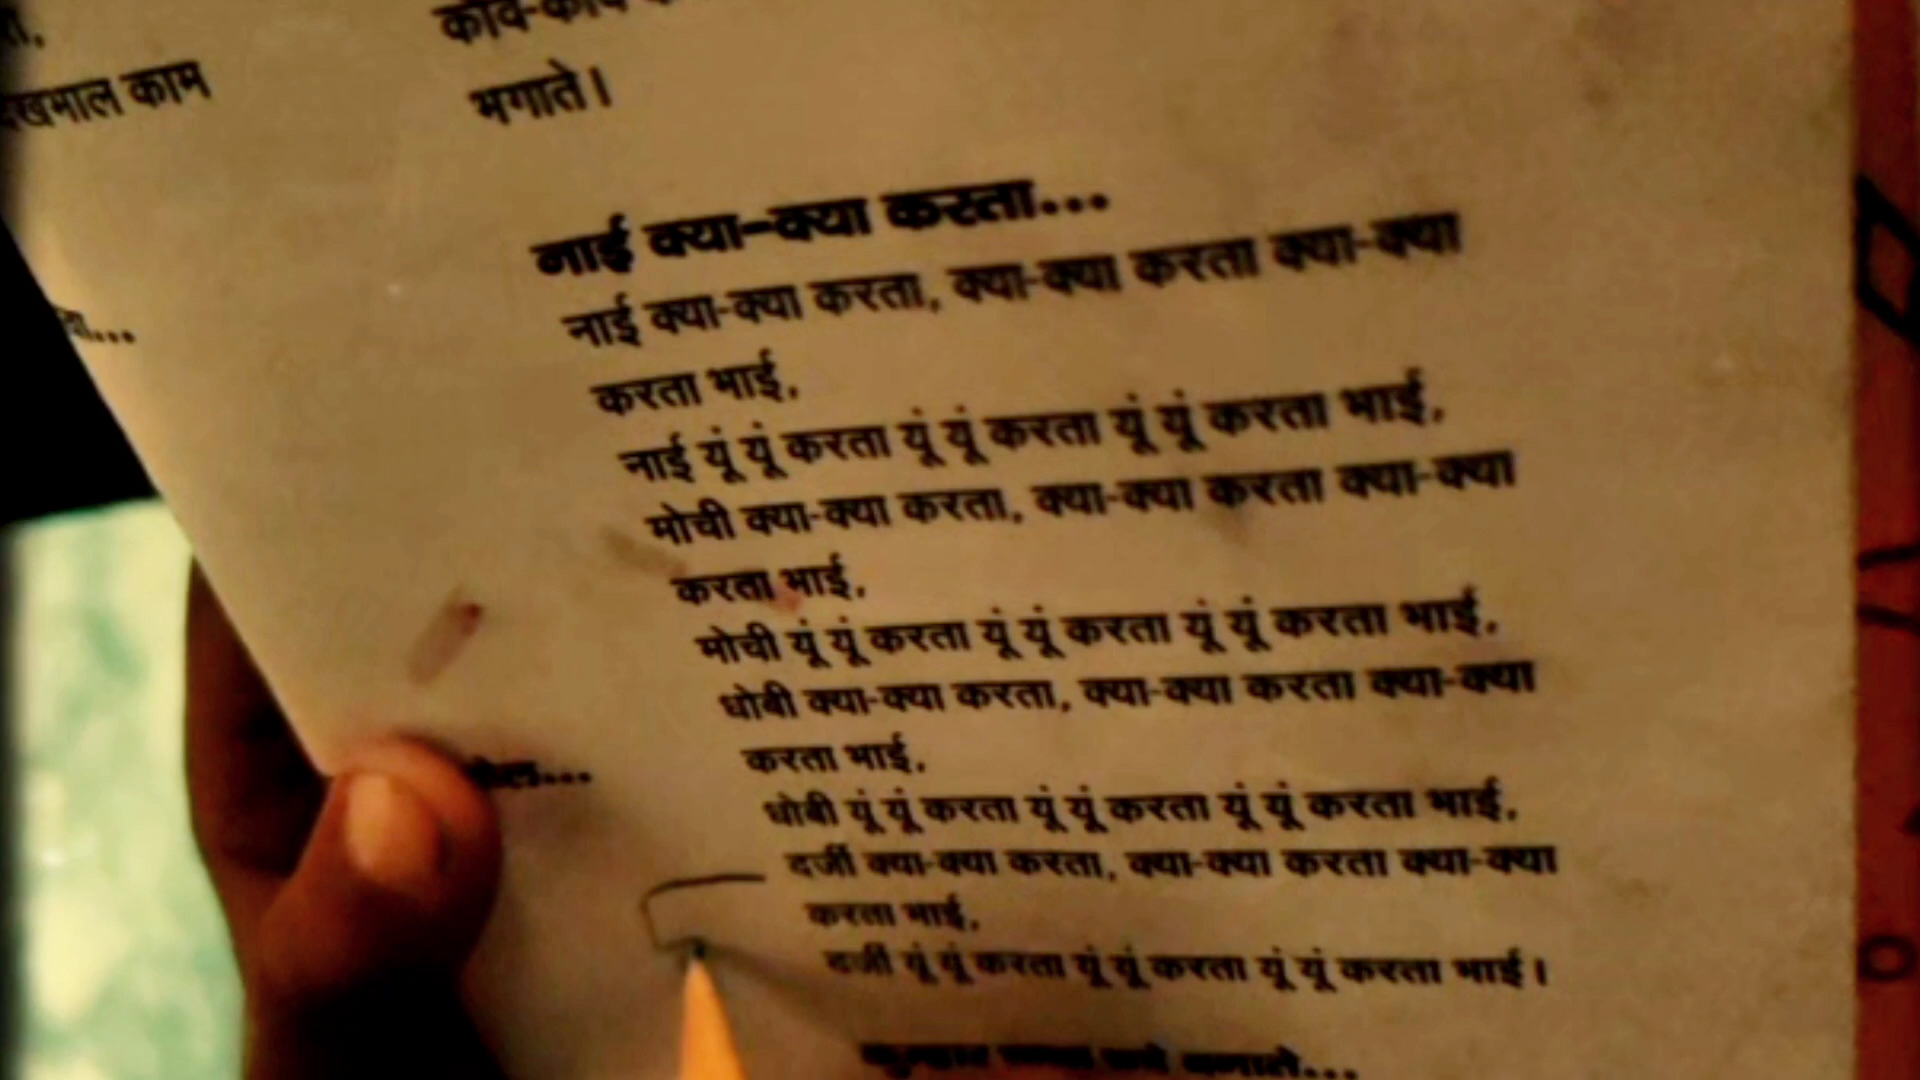 काम
भगाते।
नाई क्या-क्या करता...
नाई क्या-क्या करता, क्या-क्या करता क्या-क्या
करता भाई,
नाई यूं यूं करता यूं यूं करता यूं यूं करता भाई,
मोची क्या-क्या करता, क्या-क्या करता क्या-क्या
करता भाई,
मोची यूं यूं करता यूं यूं करता यूं यूं करता भाई,
धोबी क्या-क्या करता, क्या-क्या करता क्या-क्या
करता भाई,
धोबी यूं यूं करता यूं यूं करता यूं यूं करता भाई,
दर्जी क्या-क्या करता, क्या-क्या करता क्या-क्या
करता भाई,
दर्जी यूं यूं करता यूं यूं करता यूं यूं करता भाई।